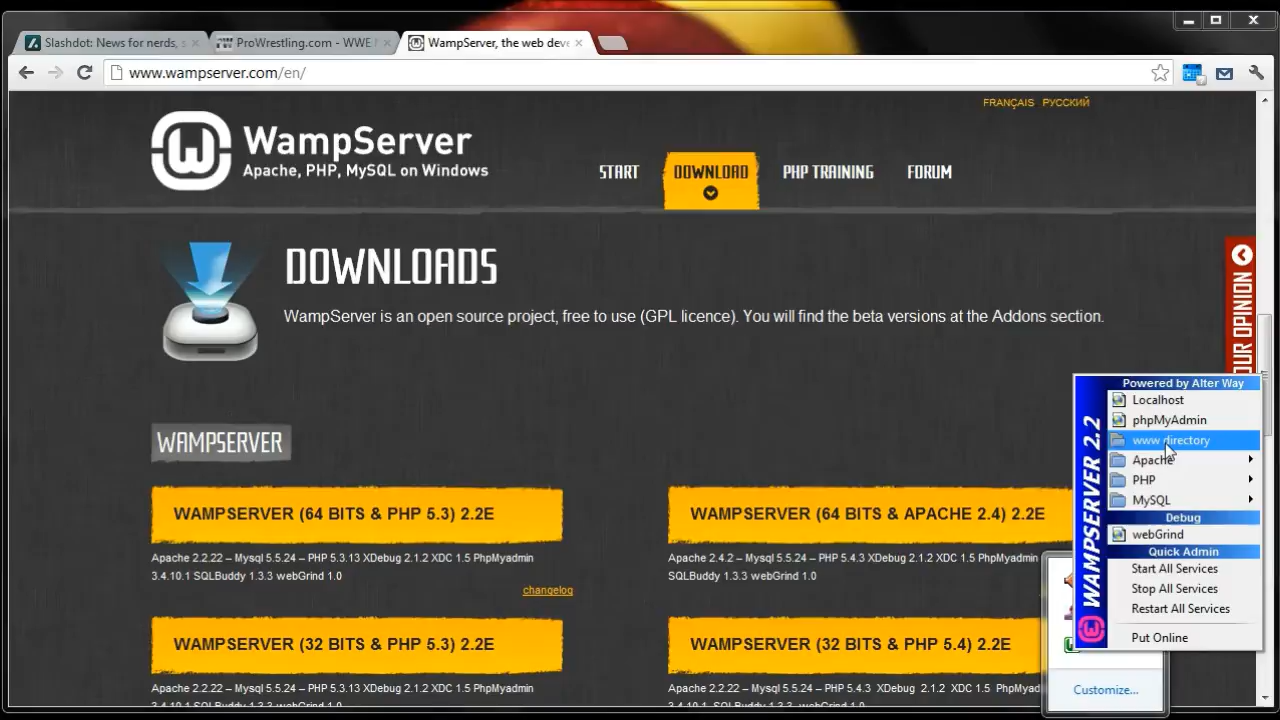 Slashdot: News for nerds, s
ProWrestling.com - WWE
WampServer, the web deve
www.wampserver.com/en/
FRANÇAIS РУССКИЙ
WampServer
Apache, PHP, MySQL on Windows
START DOWNLOAD PHP TRAINING FORUM
DOWNLOADS
WampServer is an open source project, free to use (GPL licence). You will find the beta versions at the Addons section.
OUR OPINION
WAMPSERVER
WAMPSERVER (64 BITS & PHP 5.3) 2.2E
Apache 2.2.22 – Mysql 5.5.24 – PHP 5.3.13 XDebug 2.1.2 XDC 1.5 PhpMyadmin
3.4.10.1 SQLBuddy 1.3.3 webGrind 1.0
changelog
WAMPSERVER (64 BITS & APACHE 2.4) 2.2E
Apache 2.4.2 – Mysql 5.5.24 – PHP 5.4.3 XDebug 2.1.2 XDC 1.5 PhpMyadmin
SQLBuddy 1.3.3 webGrind 1.0
WAMPSERVER (32 BITS & PHP 5.3) 2.2E
Apache 2.2.22 – Mysql 5.5.24 – PHP 5.3.13 XDebug 2.1.2 XDC 1.5 PhpMyadmin
WAMPSERVER (32 BITS & PHP 5.4) 2.2E
Apache 2.2.22 – Mysql 5.5.24 – PHP 5.4.3 XDebug 2.1.2 XDC 1.5 PhpMyad
WAMPSERVER 2.2
Powered by Alter Way
Localhost
phpMyAdmin
www directory
Apache
PHP
MySQL
Debug
webGrind
Quick Admin
Start All Services
Stop All Services
Restart All Services
Put Online
Customize...